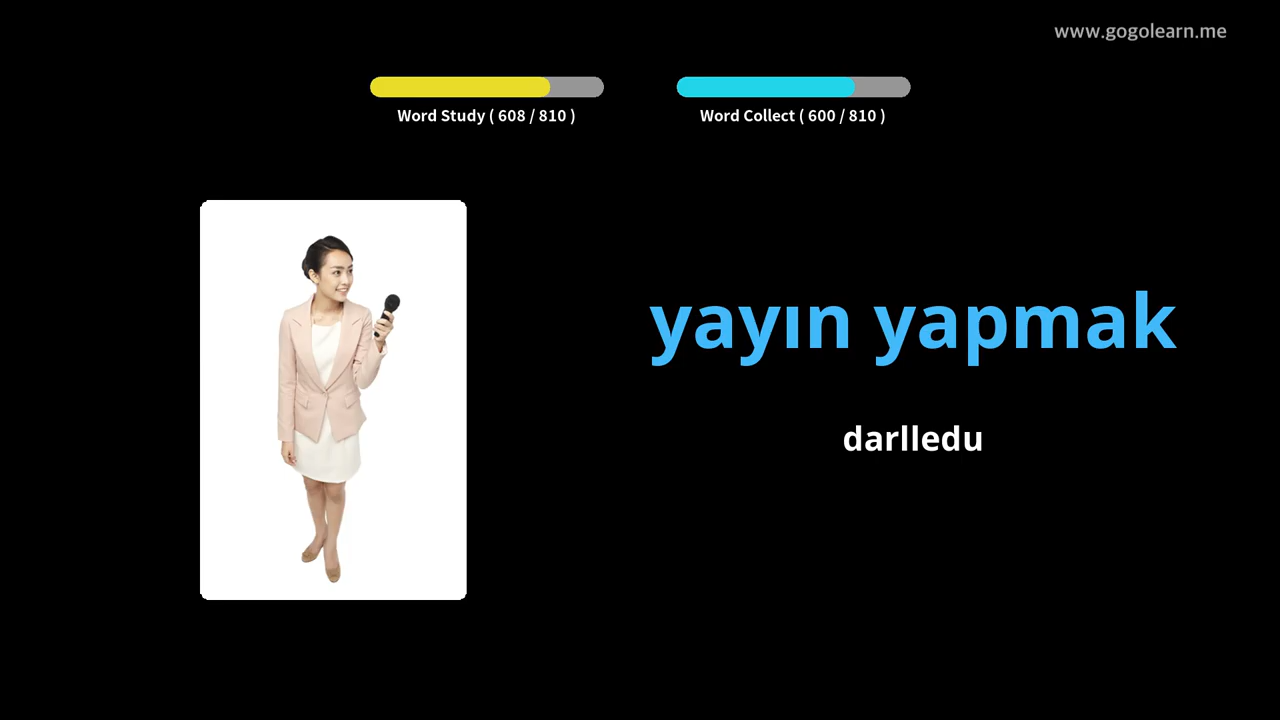 www.gogolearn.me
Word Study ( 608 / 810 )
Word Collect ( 600 / 810 )
yayın yapmak
darlledu